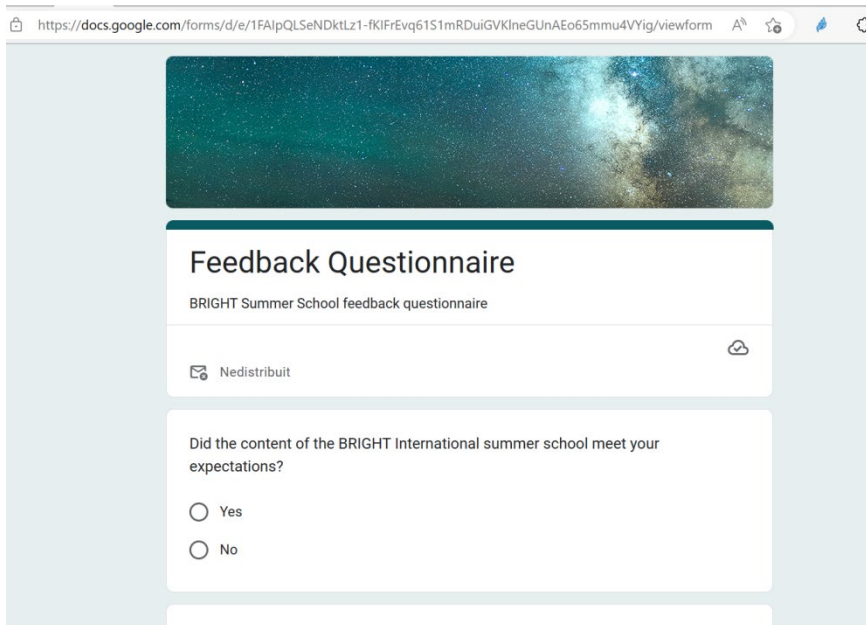 https://docs.google.com/forms/d/e/1FAIpQLSeNDktLz1-fKIFrEvq61S1mRDuiGVKlneGUnAEo65mmu4VYig/viewform
Feedback Questionnaire
BRIGHT Summer School feedback questionnaire
Nedistribuit
Did the content of the BRIGHT International summer school meet your
expectations?
Yes
No